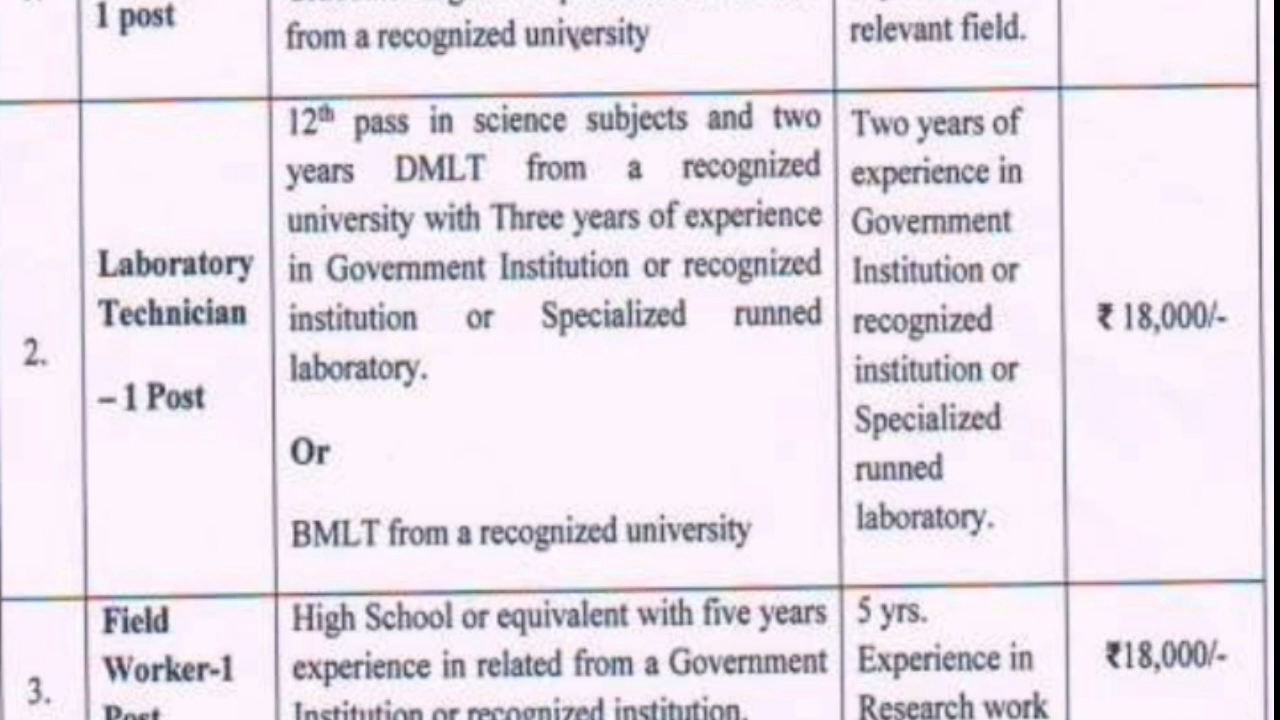 1 post
from a recognized university
relevant field.
2.
Laboratory
Technician
– 1 Post
12th pass in science subjects and two
years DMLT from a recognized
university with Three years of experience
in Government Institution or recognized
institution or Specialized runned
laboratory.
Or
BMLT from a recognized university
Two years of
experience in
Government
Institution or
recognized
institution or
Specialized
runned
laboratory.
₹ 18,000/-
3.
Field
Worker-1
Post
High School or equivalent with five years
experience in related from a Government
Institution or recognized institution.
5 yrs.
Experience in
Research work
₹18,000/-